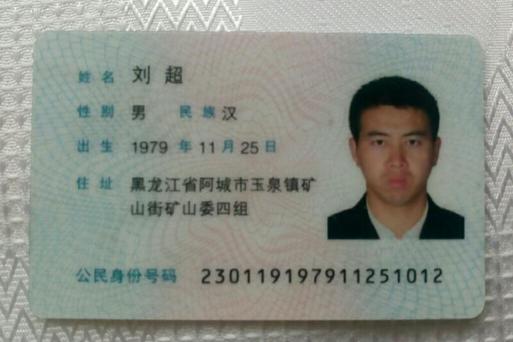 姓名 刘超
性别 男 民族 汉
出生 1979 年 11 月 25 日
住址 黑龙江省阿城市玉泉镇矿
山街矿山委四组
公民身份号码 230119197911251012